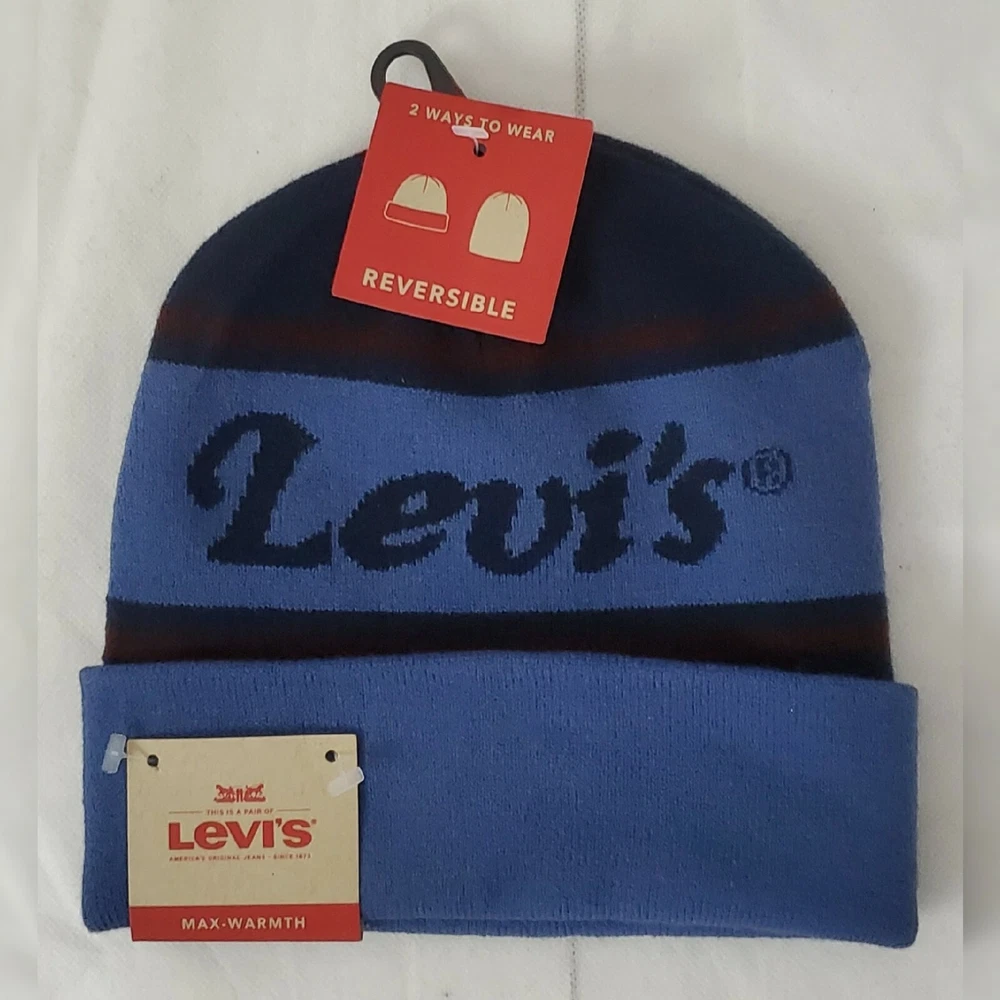 2 WAYS TO WEAR
REVERSIBLE
Levi's®
THIS IS A PAIR OF
LEVI'S®
AMERICA'S ORIGINAL JEANS - SINCE 1873
MAX-WARMTH